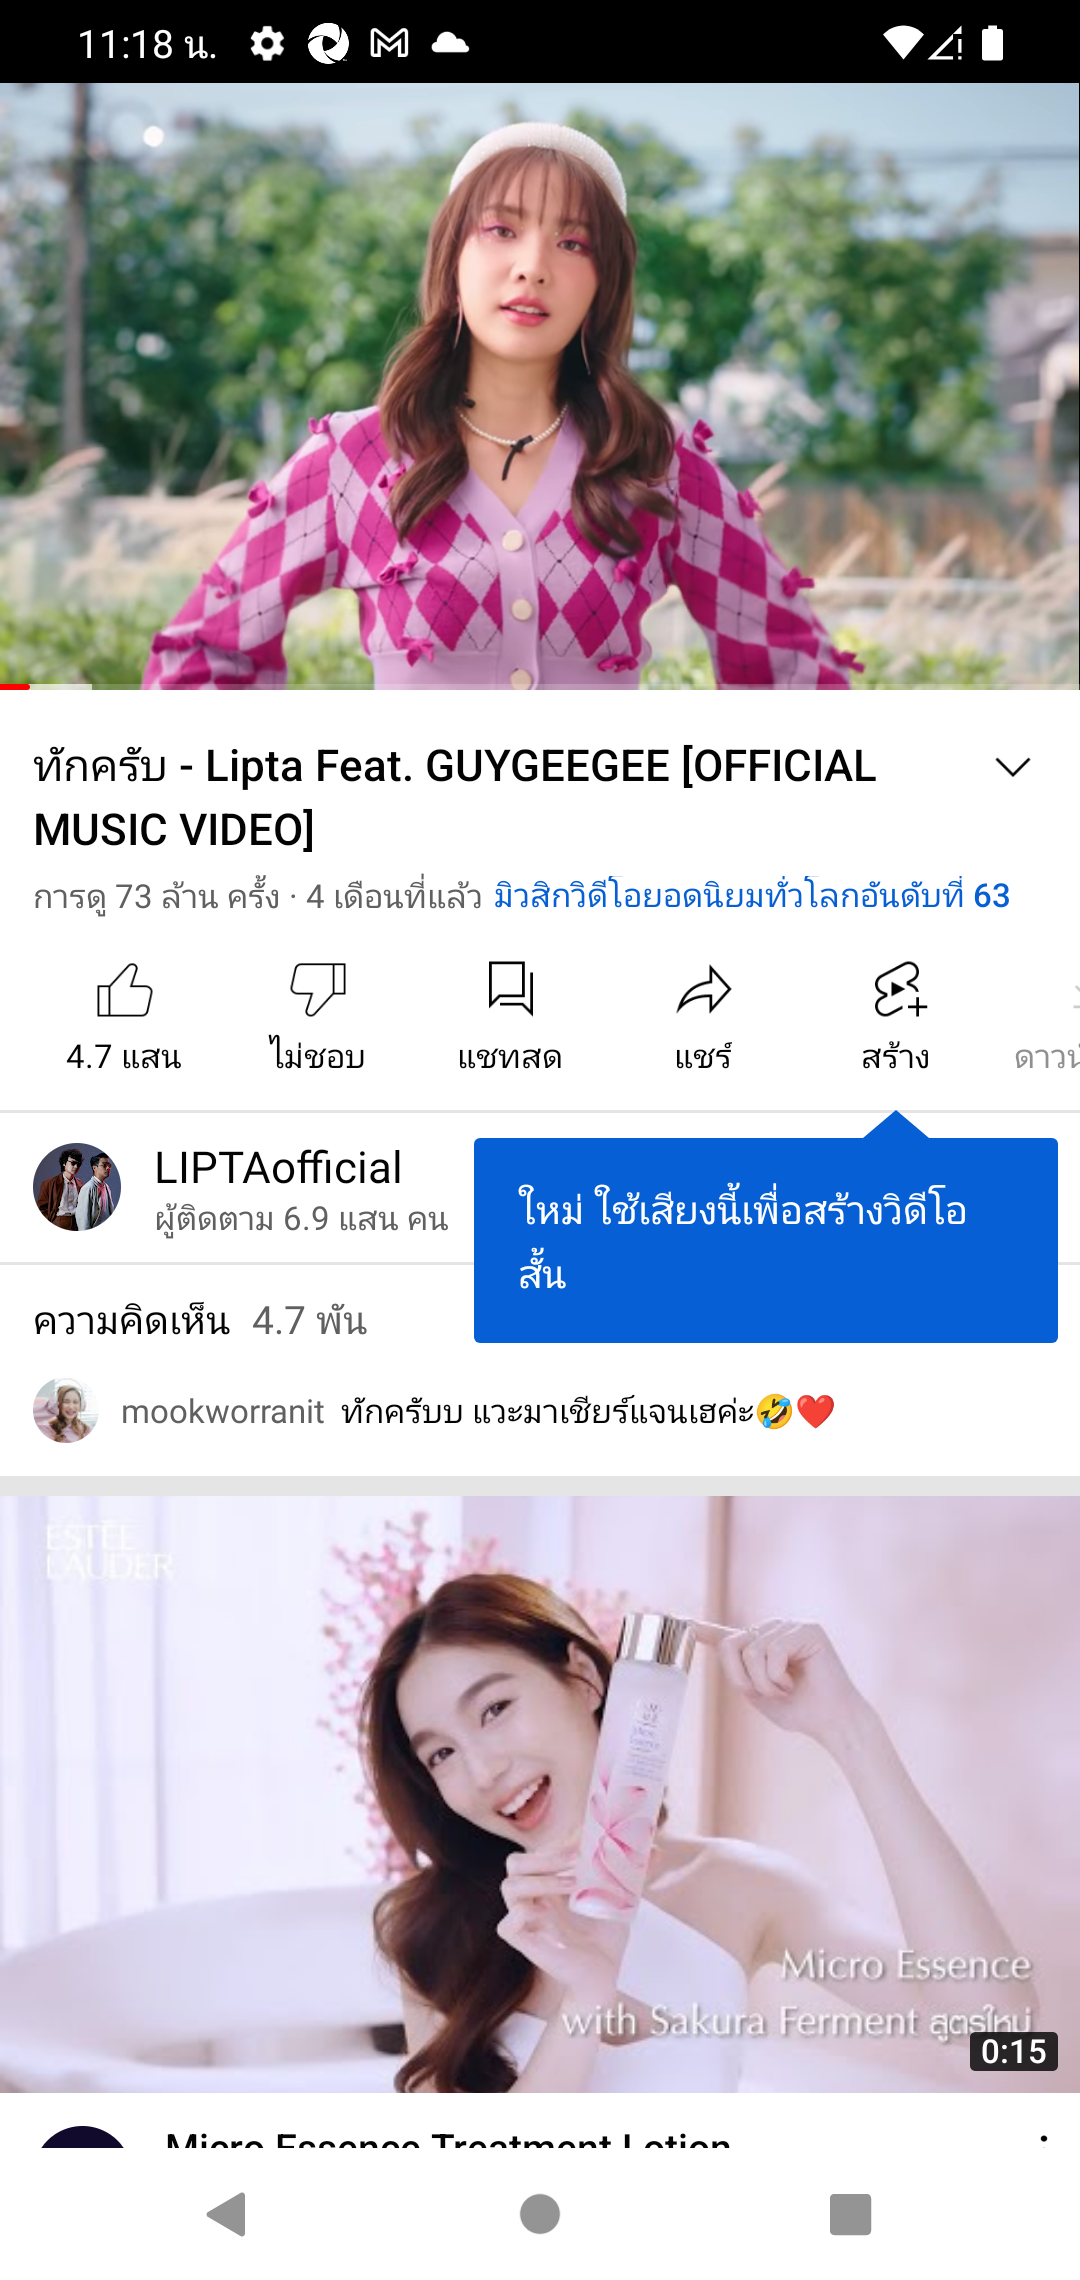 11:18 น.
ทักครับ - Lipta Feat. GUYGEEGEE [OFFICIAL
MUSIC VIDEO]
การดู 73 ล้าน ครั้ง · 4 เดือนที่แล้ว มิวสิกวิดีโอยอดนิยมทั่วโลกอันดับที่ 63
4.7 แสน ไม่ชอบ แชทสด แชร์ สร้าง
LIPTAofficial
ผู้ติดตาม 6.9 แสน คน
ใหม่ ใช้เสียงนี้เพื่อสร้างวิดีโอ
สั้น
ความคิดเห็น 4.7 พัน
mookworranit ทักครับบ แวะมาเชียร์แจนเฮค่ะ🤣❤️
ESTĒE
LAUDER
Micro Essence
with Sakura Ferment สูตรใหม่
0:15
Micro Essence Treatment Lotion